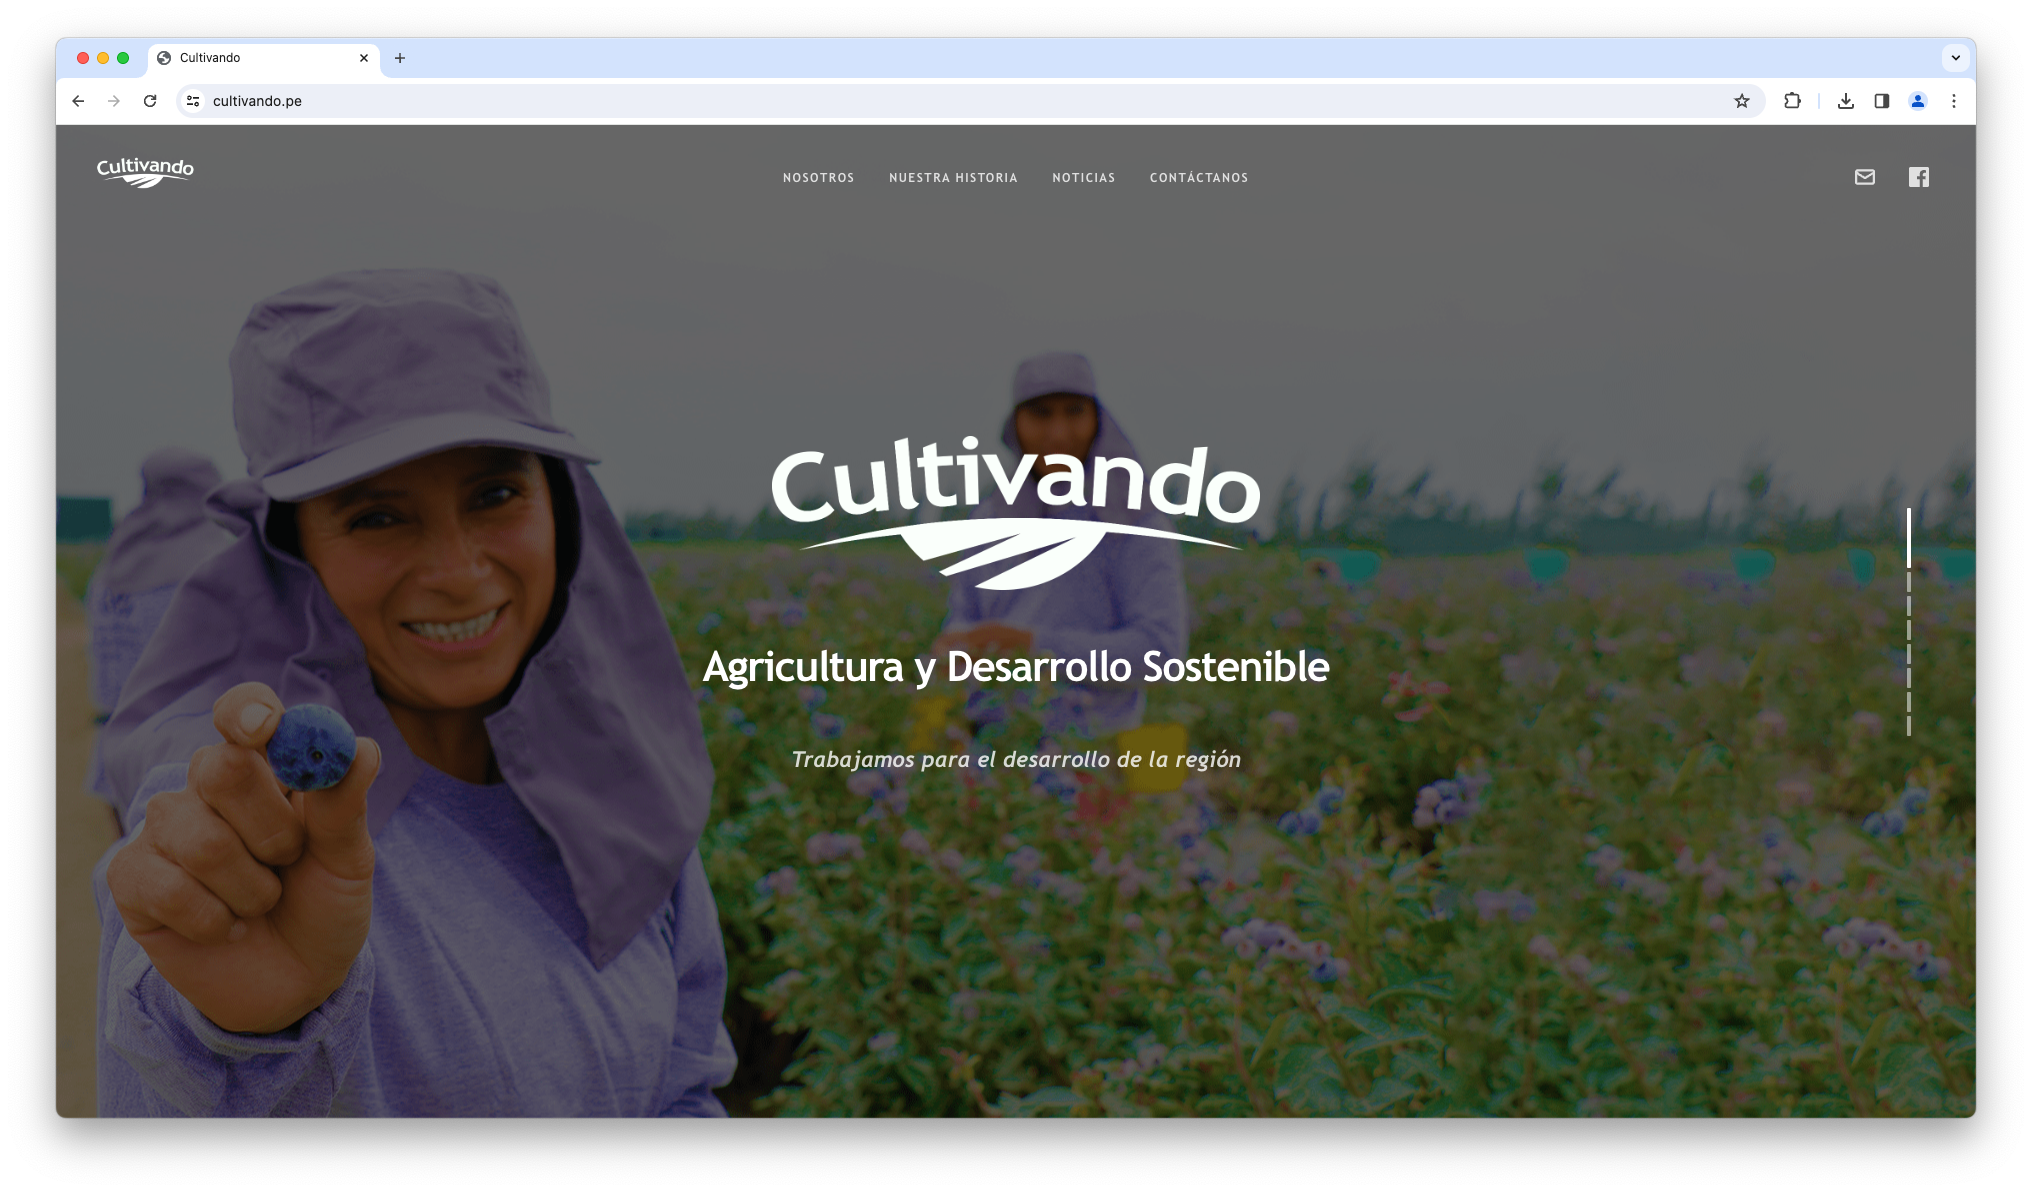 Cultivando
cultivando.pe
Cultivando
NOSOTROS NUESTRA HISTORIA NOTICIAS CONTÁCTANOS
Cultivando
Agricultura y Desarrollo Sostenible
Trabajamos para el desarrollo de la región